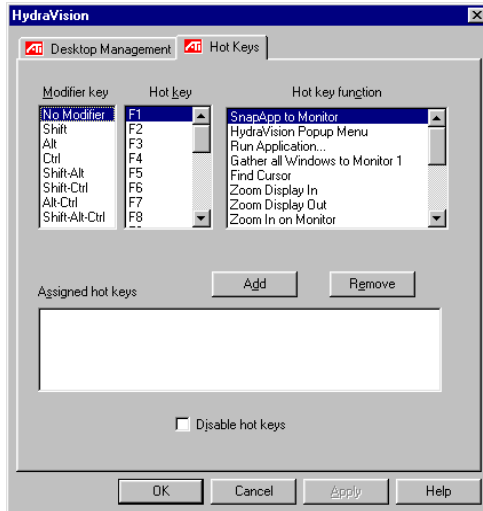 HydraVision
ATI Desktop Management
ATI Hot Keys
Modifier key
No Modifier
Shift
Alt
Ctrl
Shift-Alt
Shift-Ctrl
Alt-Ctrl
Shift-Alt-Ctrl
Hot key
F1
F2
F3
F4
F5
F6
F7
F8
Hot key function
SnapApp to Monitor
HydraVision Popup Menu
Run Application...
Gather all Windows to Monitor 1
Find Cursor
Zoom Display In
Zoom Display Out
Zoom In on Monitor
Assigned hot keys
Add
Remove
Disable hot keys
OK
Cancel
Apply
Help